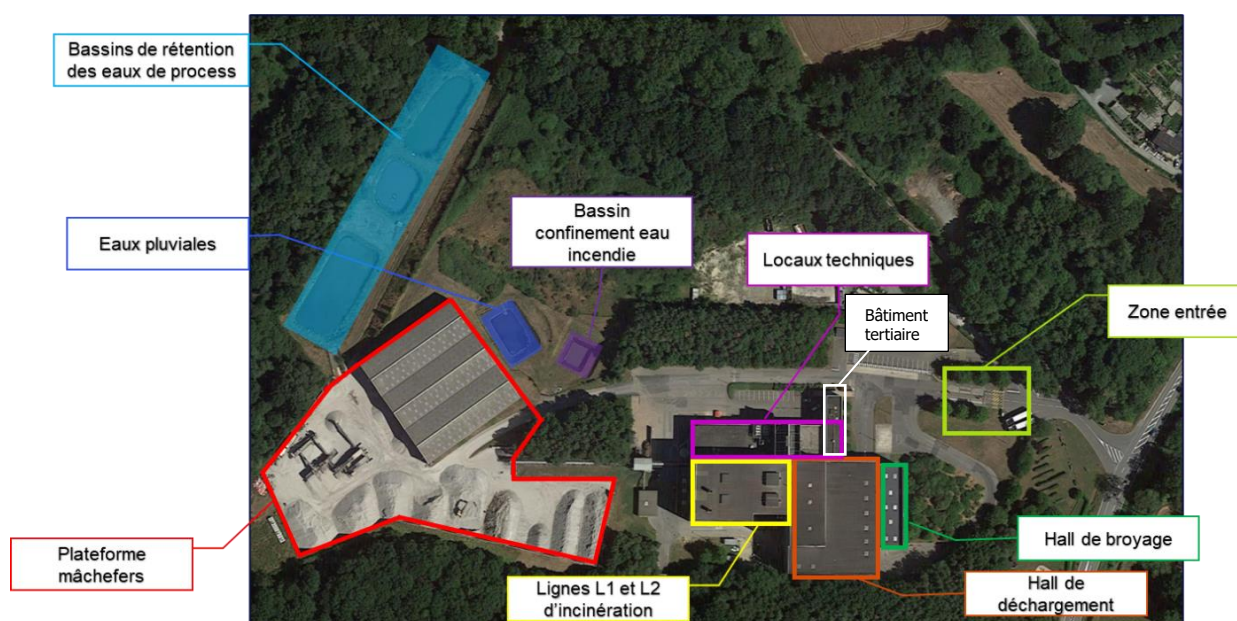 Bassins de rétention
des eaux de process
Eaux pluviales
Bassin
confinement eau
incendie
Locaux techniques
Bâtiment
tertiaire
Zone entrée
Plateforme
mâchefers
Lignes L1 et L2
d'incinération
Hall de broyage
Hall de
déchargement